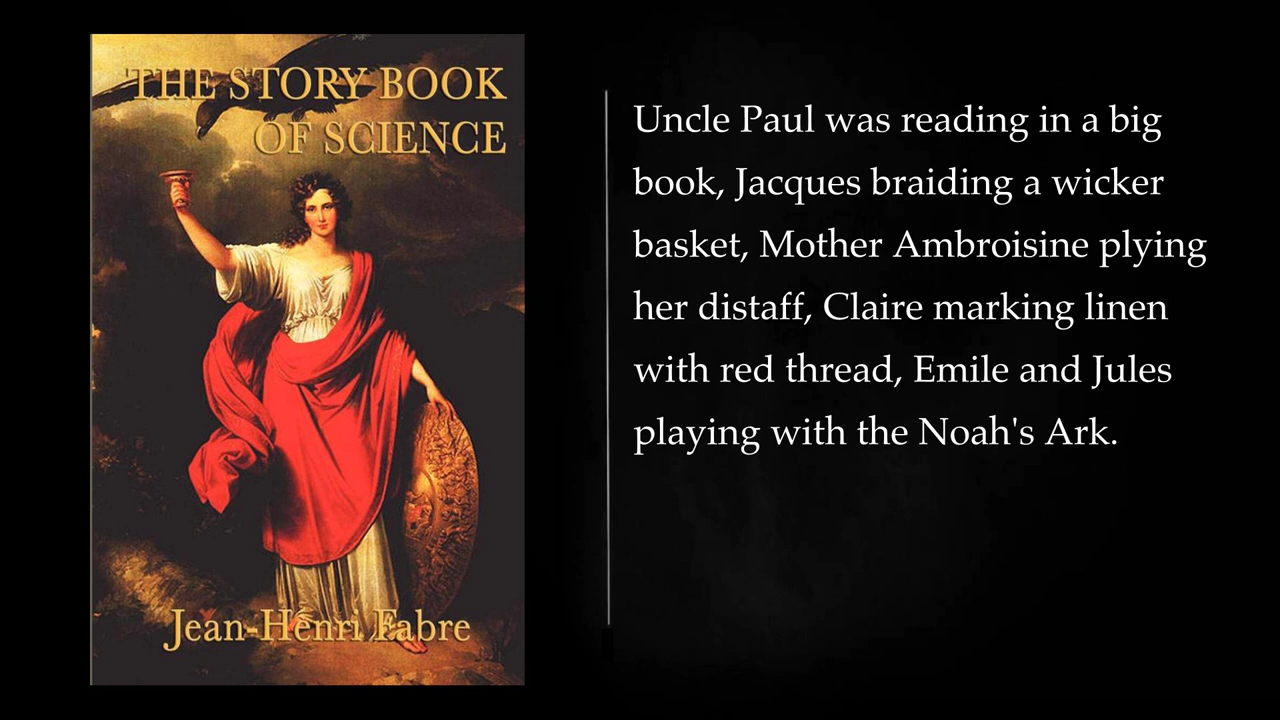 THE STORY BOOK
OF SCIENCE
Jean-Henri Fabre
Uncle Paul was reading in a big
book, Jacques braiding a wicker
basket, Mother Ambroisine plying
her distaff, Claire marking linen
with red thread, Emile and Jules
playing with the Noah's Ark.